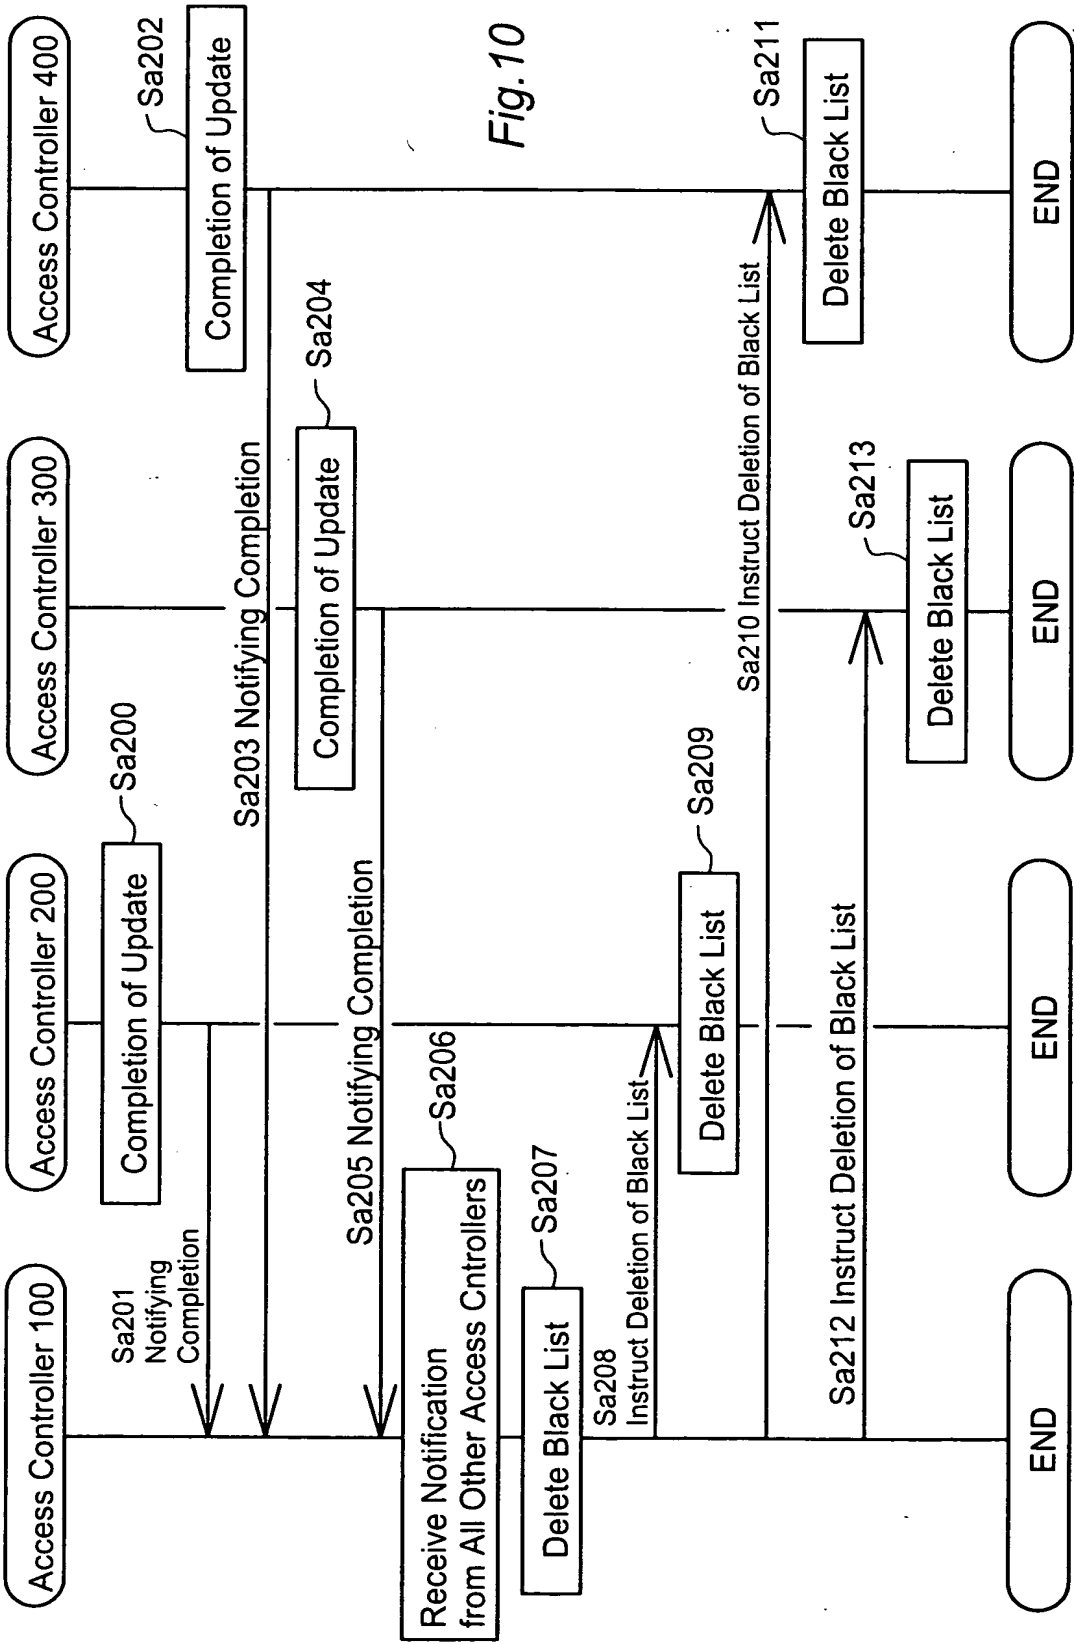 Access Controller 100
Access Controller 200
Access Controller 300
Access Controller 400
Completion of Update
Sa200
Sa201
Notifying
Completion
Completion of Update
Sa202
Sa203 Notifying Completion
Completion of Update
Sa204
Sa205 Notifying Completion
Receive Notification
from All Other Access Cntrollers
Sa206
Delete Black List
Sa207
Sa208
Instruct Deletion of Black List
Delete Black List
Sa209
Sa210 Instruct Deletion of Black List
Delete Black List
Sa211
Sa212 Instruct Deletion of Black List
Delete Black List
Sa213
END
END
END
END
Fig.10